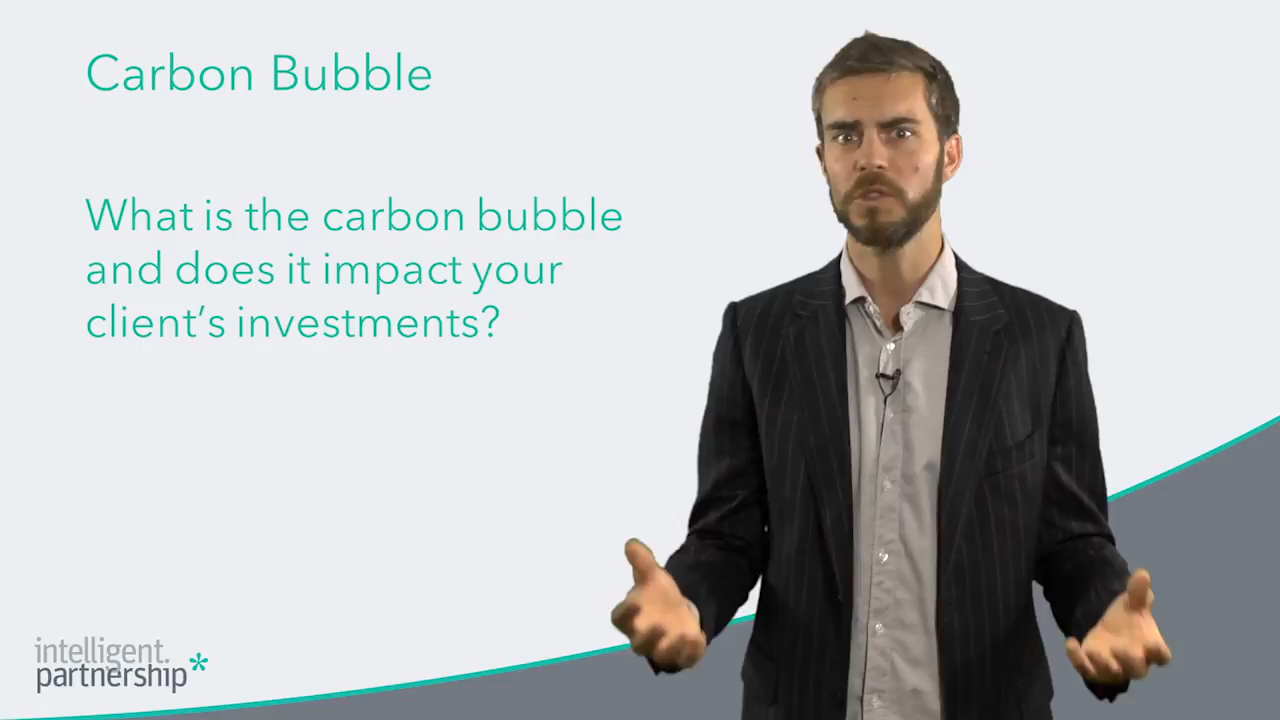 Carbon Bubble
What is the carbon bubble
and does it impact your
client's investments?
intelligent.
partnership*